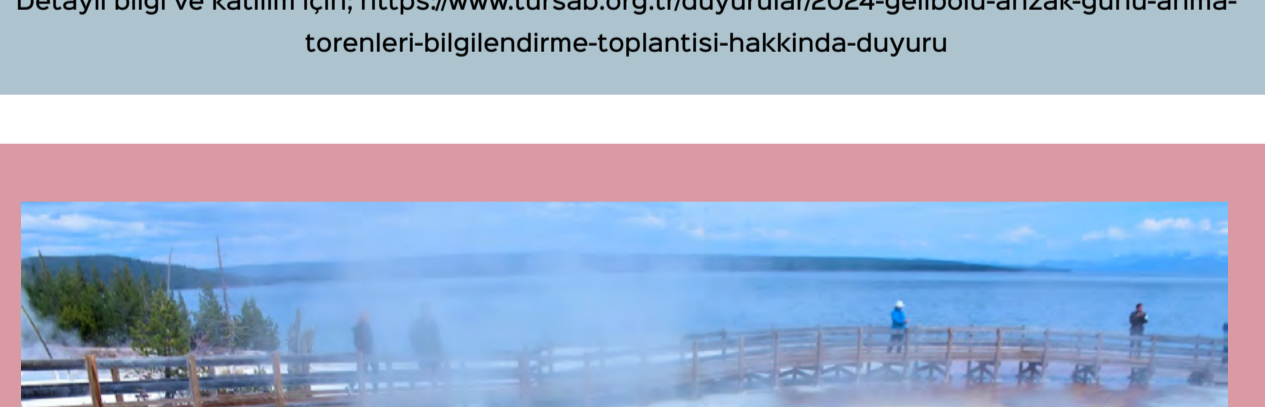 Detaylı bilgi ve katılım için; https://www.tursab.org.tr/duyurular/2024-gelibolu-anzak-gunu-anma-
torenleri-bilgilendirme-toplantisi-hakkinda-duyuru